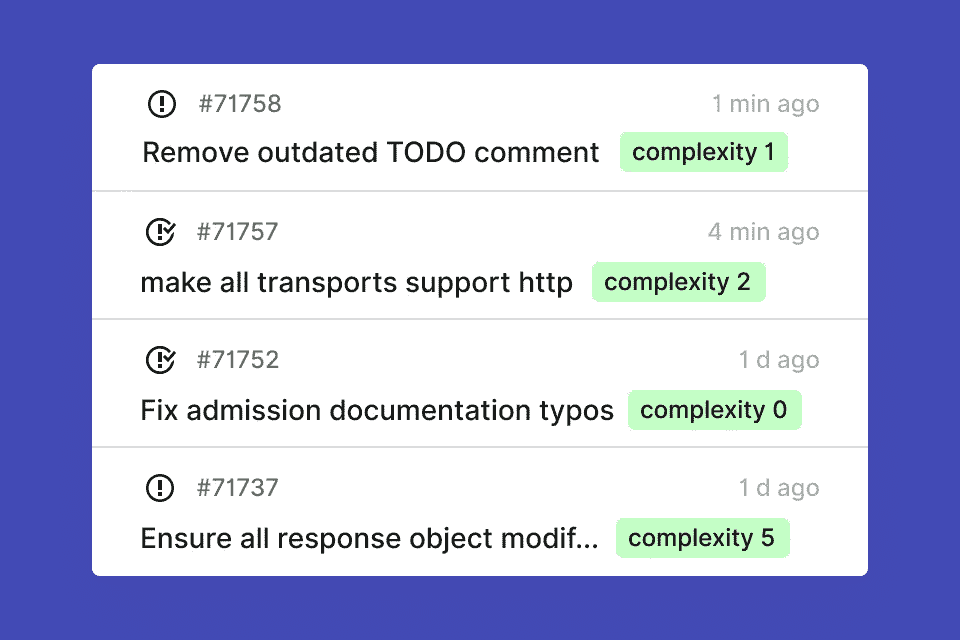 #71758 1 min ago
Remove outdated TODO comment complexity 1
#71757 4 min ago
make all transports support http complexity 2
#71752 1 d ago
Fix admission documentation typos complexity 0
#71737 1 d ago
Ensure all response object modif... complexity 5